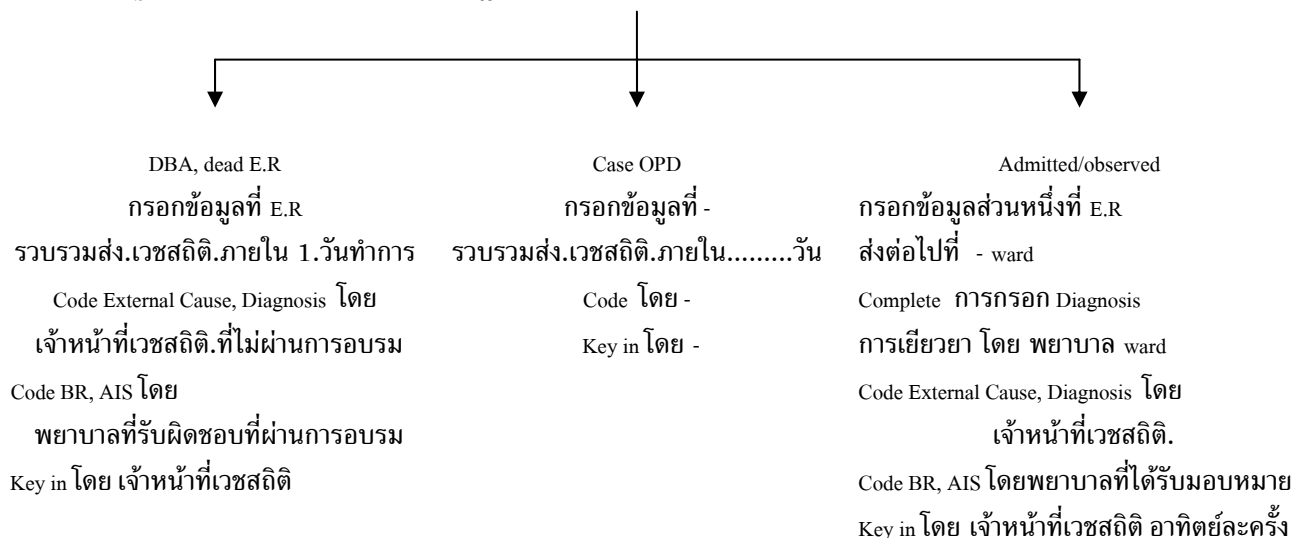 DBA, dead E.R
กรอกข้อมูลที่ E.R
รวบรวมส่ง.เวชสถิติ.ภายใน 1.วันทำการ
Code External Cause, Diagnosis โดย
เจ้าหน้าที่เวชสถิติ.ที่ไม่ผ่านการอบรม
Code BR, AIS โดย
พยาบาลที่รับผิดชอบที่ผ่านการอบรม
Key in โดย เจ้าหน้าที่เวชสถิติ
Case OPD
กรอกข้อมูลที่ -
รวบรวมส่ง.เวชสถิติ.ภายใน.........วัน
Code โดย -
Key in โดย -
Admitted/observed
กรอกข้อมูลส่วนหนึ่งที่ E.R
ส่งต่อไปที่ - ward
Complete การกรอก Diagnosis
การเยียวยา โดย พยาบาล ward
Code External Cause, Diagnosis โดย
เจ้าหน้าที่เวชสถิติ.
Code BR, AIS โดยพยาบาลที่ได้รับมอบหมาย
Key in โดย เจ้าหน้าที่เวชสถิติ อาทิตย์ละครั้ง